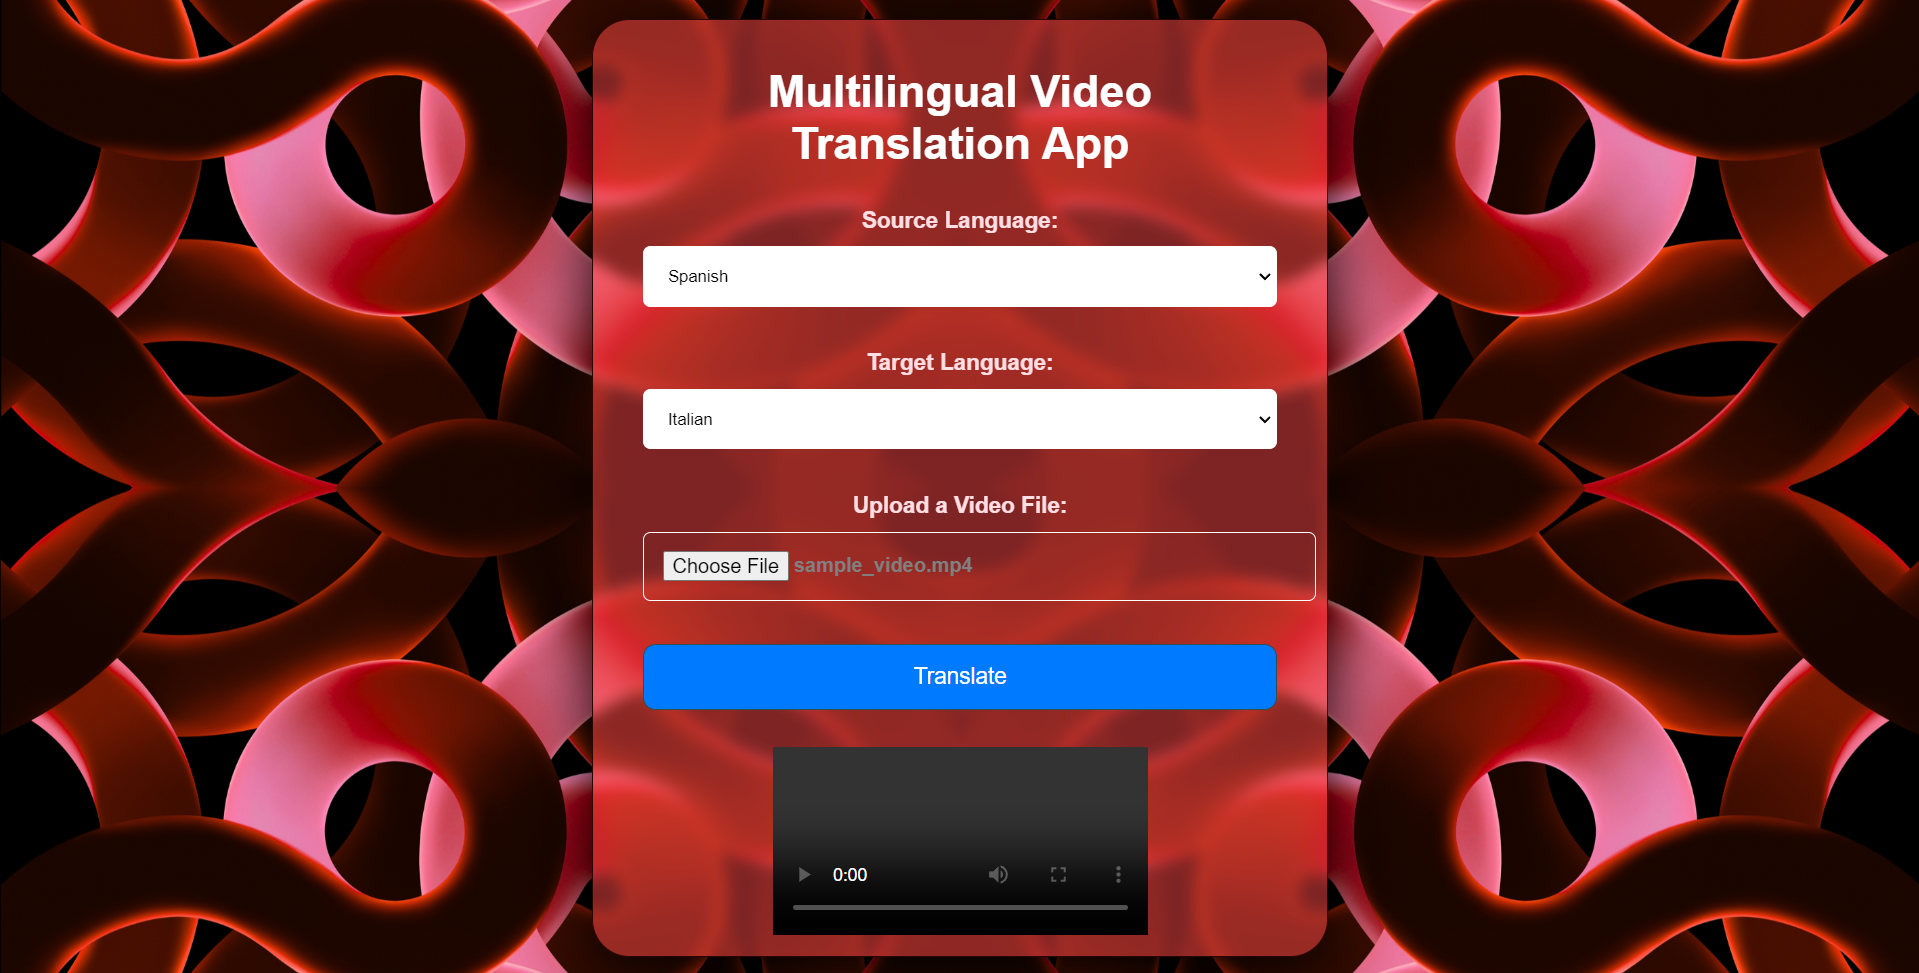 Multilingual Video
Translation App
Source Language:
Spanish
Target Language:
Italian
Upload a Video File:
Choose File sample_video.mp4
Translate
0:00